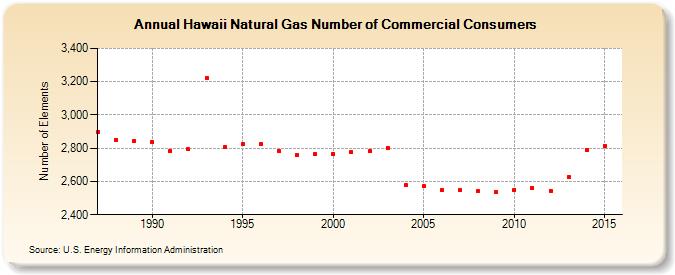 Annual Hawaii Natural Gas Number of Commercial Consumers
Number of Elements
3,400
3,200
3,000
2,800
2,600
2,400
1990 1995 2000 2005 2010 2015
Source: U.S. Energy Information Administration